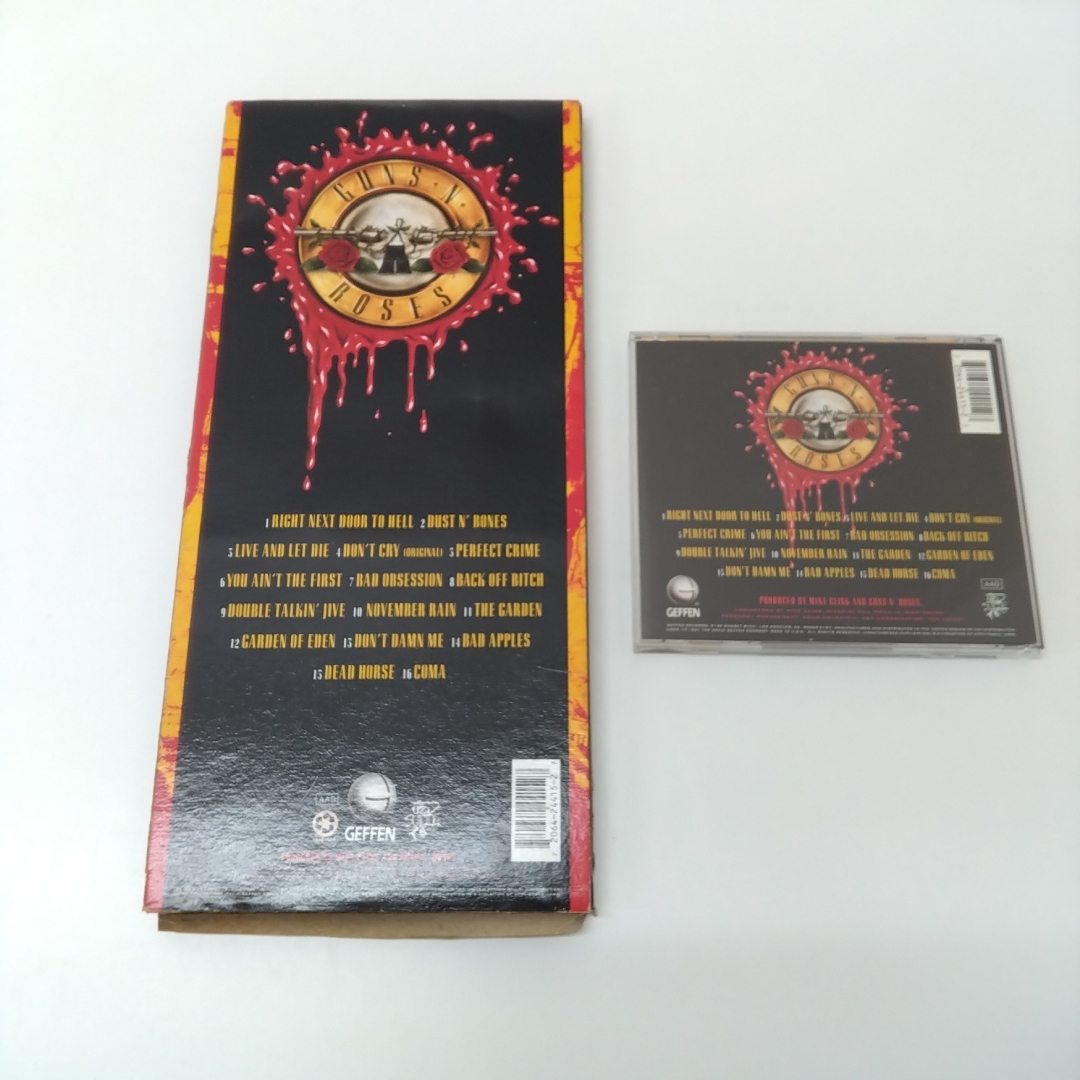 GUNS · N ·
ROSES
1 RIGHT NEXT DOOR TO HELL 2 DUST N' BONES
3 LIVE AND LET DIE 4 DON'T CRY (ORIGINAL) 5 PERFECT CRIME
6 YOU AIN'T THE FIRST 7 BAD OBSESSION 8 BACK OFF BITCH
9 DOUBLE TALKIN' JIVE 10 NOVEMBER RAIN 11 THE GARDEN
12 GARDEN OF EDEN 13 DON'T DAMN ME 14 BAD APPLES
15 DEAD HORSE 16 COMA
AAD
GEFFEN
7 2064-24415-2
GUNS · N ·
ROSES
1 RIGHT NEXT DOOR TO HELL 2 DUST N' BONES 3 LIVE AND LET DIE 4 DON'T CRY (ORIGINAL)
5 PERFECT CRIME 6 YOU AIN'T THE FIRST 7 BAD OBSESSION 8 BACK OFF BITCH
9 DOUBLE TALKIN' JIVE 10 NOVEMBER RAIN 11 THE GARDEN 12 GARDEN OF EDEN
13 DON'T DAMN ME 14 BAD APPLES 15 DEAD HORSE 16 COMA
GEFFEN
AAD
PRODUCED BY MIKE CLINK AND GUNS N' ROSES